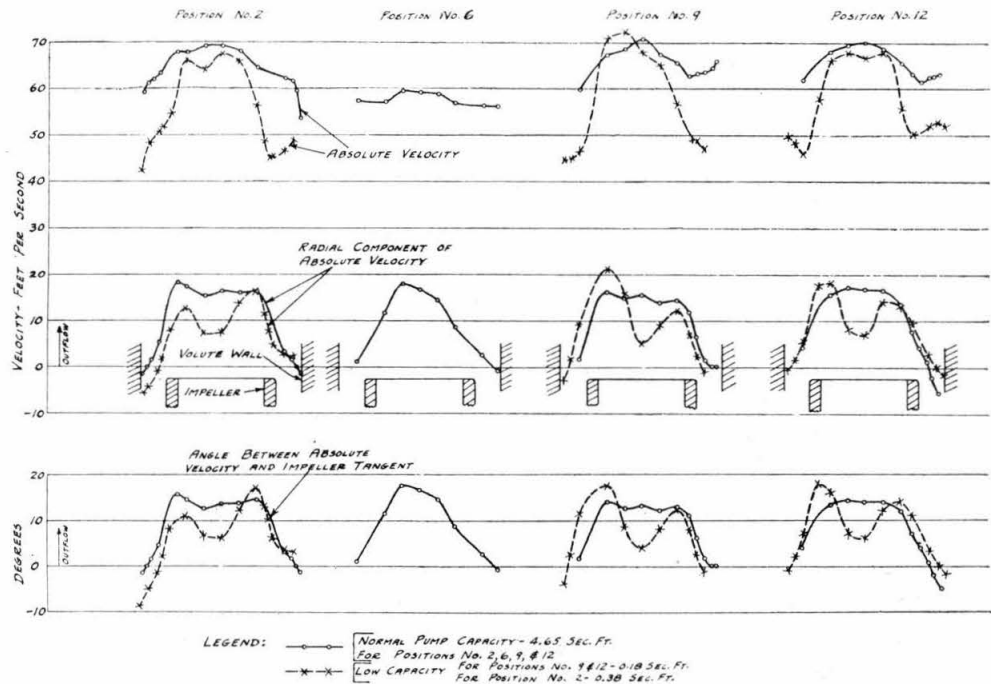 POSITION NO. 2 POSITION NO. 6 POSITION NO. 9 POSITION NO. 12
70
60
50
ABSOLUTE VELOCITY
40
30
RADIAL COMPONENT OF
ABSOLUTE VELOCITY
20
10
VOLUTE WALL
0
IMPELLER
-10
VELOCITY - FEET PER SECOND
OUTFLOW
ANGLE BETWEEN ABSOLUTE
VELOCITY AND IMPELLER TANGENT
20
10
0
-10
DEGREES
OUTFLOW
LEGEND: NORMAL PUMP CAPACITY - 4.65 SEC. FT.
FOR POSITIONS NO. 2, 6, 9, & 12
LOW CAPACITY FOR POSITIONS NO. 9 & 12 - 0.18 SEC. FT.
FOR POSITION NO. 2 - 0.38 SEC. FT.